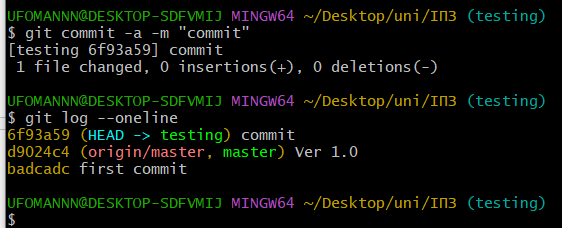 UFOMANNN@DESKTOP-SDFVMIJ MINGW64 ~/Desktop/uni/ІПЗ (testing)
$ git commit -a -m "commit"
[testing 6f93a59] commit
 1 file changed, 0 insertions(+), 0 deletions(-)

UFOMANNN@DESKTOP-SDFVMIJ MINGW64 ~/Desktop/uni/ІПЗ (testing)
$ git log --oneline
6f93a59 (HEAD -> testing) commit
d9024c4 (origin/master, master) Ver 1.0
badcadc first commit

UFOMANNN@DESKTOP-SDFVMIJ MINGW64 ~/Desktop/uni/ІПЗ (testing)
$